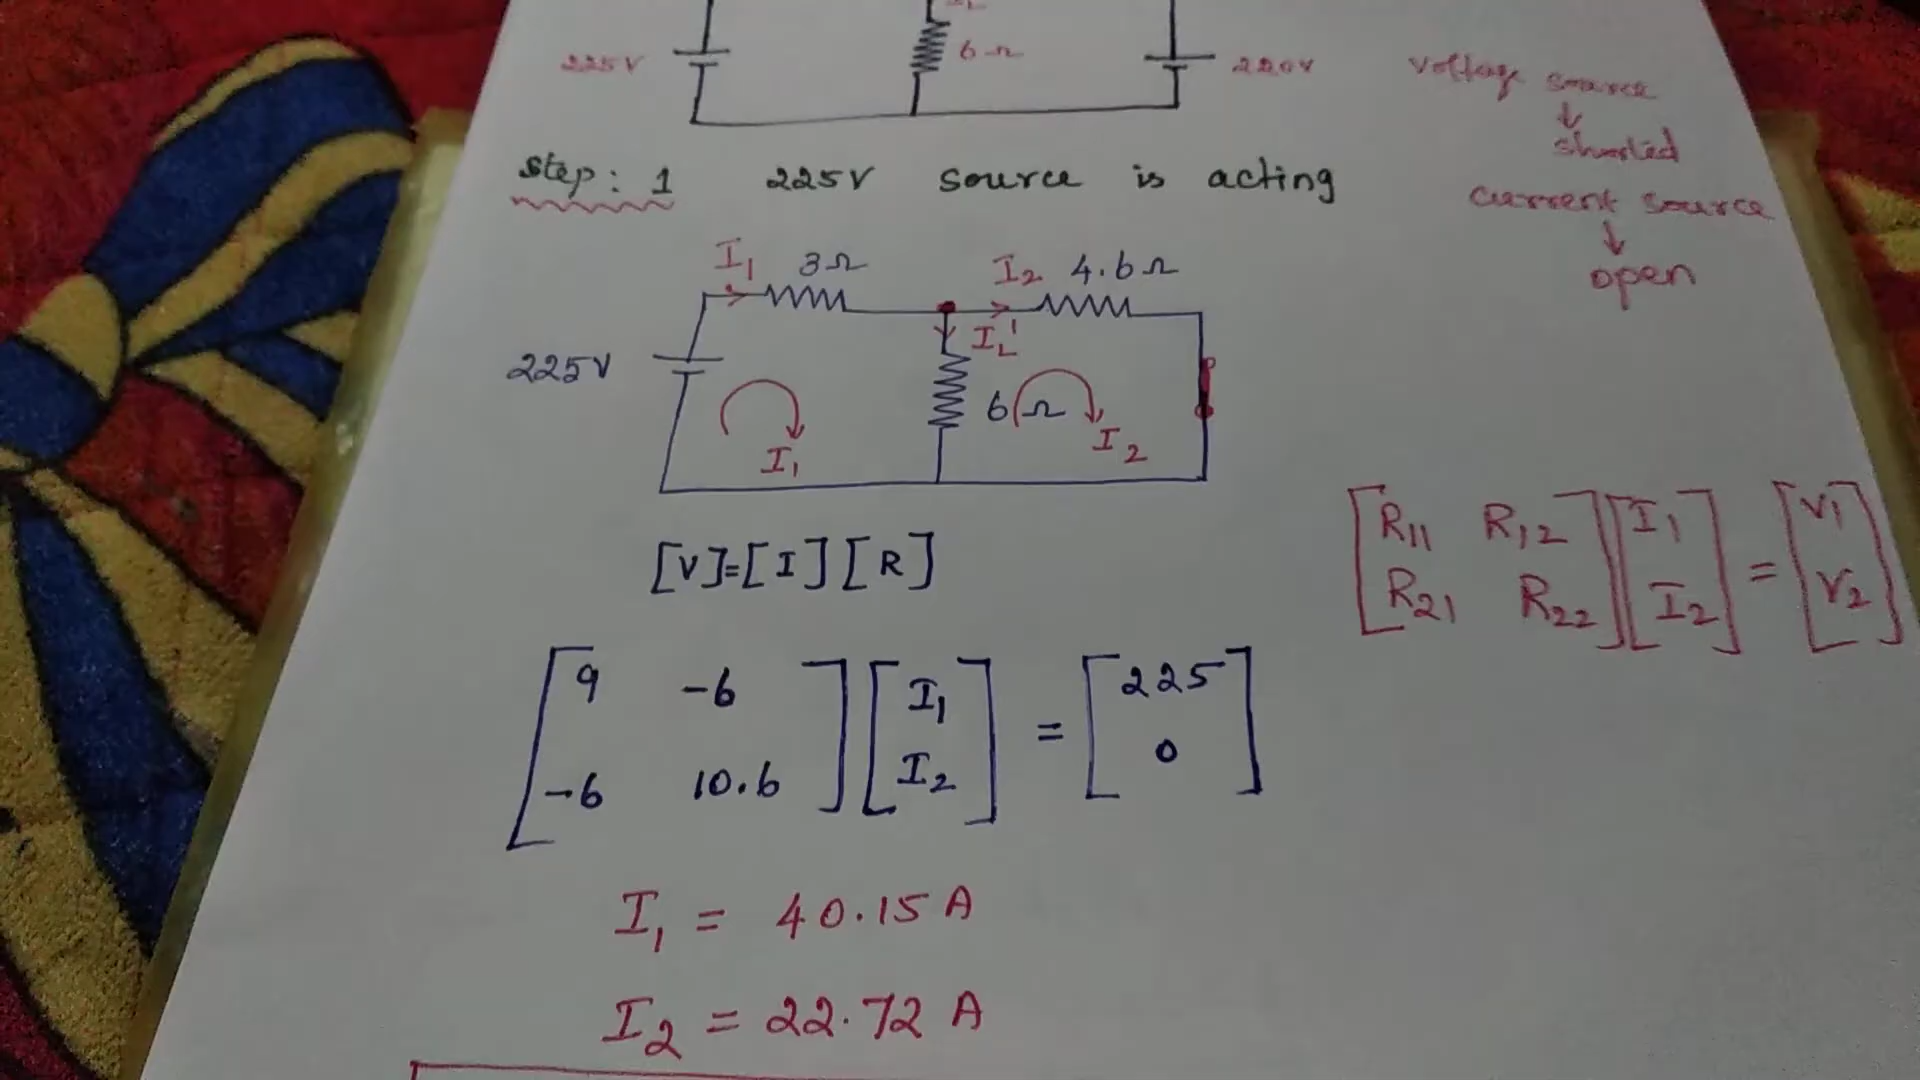 225V
6Ω
220V
Voltage source
↓
shorted
Step: 1 225V source is acting
current source
↓
open
I1 3Ω I2 4.6Ω
IL'
225V
6Ω
I1
I2
[V]=[I][R]
[R11 R12] [I1] = [V1]
[R21 R22] [I2] [V2]
[9 -6] [I1] = [225]
[-6 10.6] [I2] [0]
I1 = 40.15 A
I2 = 22.72 A